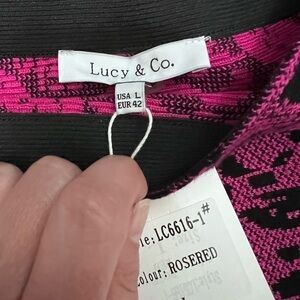 Lucy & Co.
USA L
EUR 42
le: LC6616-1#
Colour: ROSERED